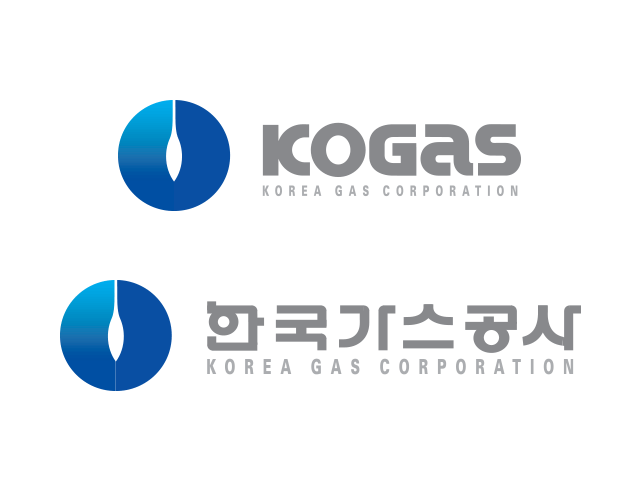 KOGAS
KOREA GAS CORPORATION
한국가스공사
KOREA GAS CORPORATION